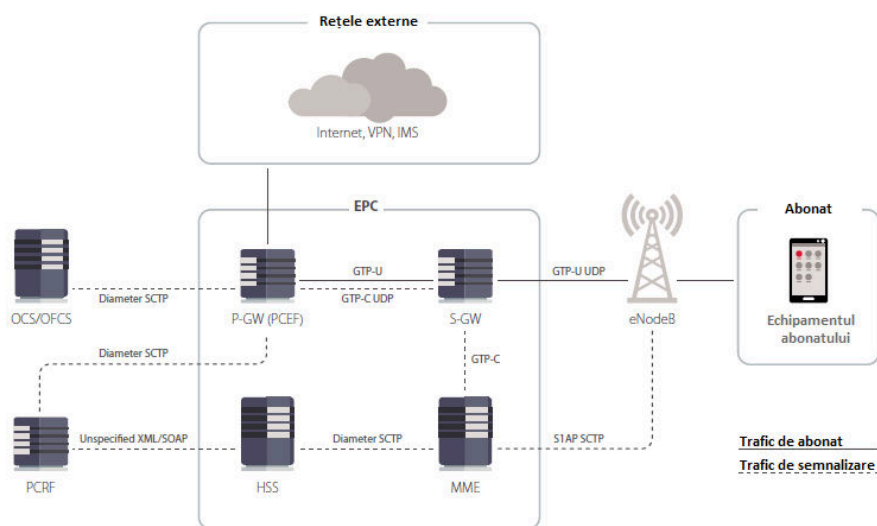 Rețele externe
Internet, VPN, IMS
EPC
Abonat
GTP-U
GTP-U UDP
Diameter SCTP
GTP-C UDP
OCS/OFCS
P-GW (PCEF)
S-GW
eNodeB
Echipamentul
abonatului
Diameter SCTP
GTP-C
Unspecified XML/SOAP
Diameter SCTP
S1AP SCTP
Trafic de abonat
Trafic de semnalizare
PCRF
HSS
MME